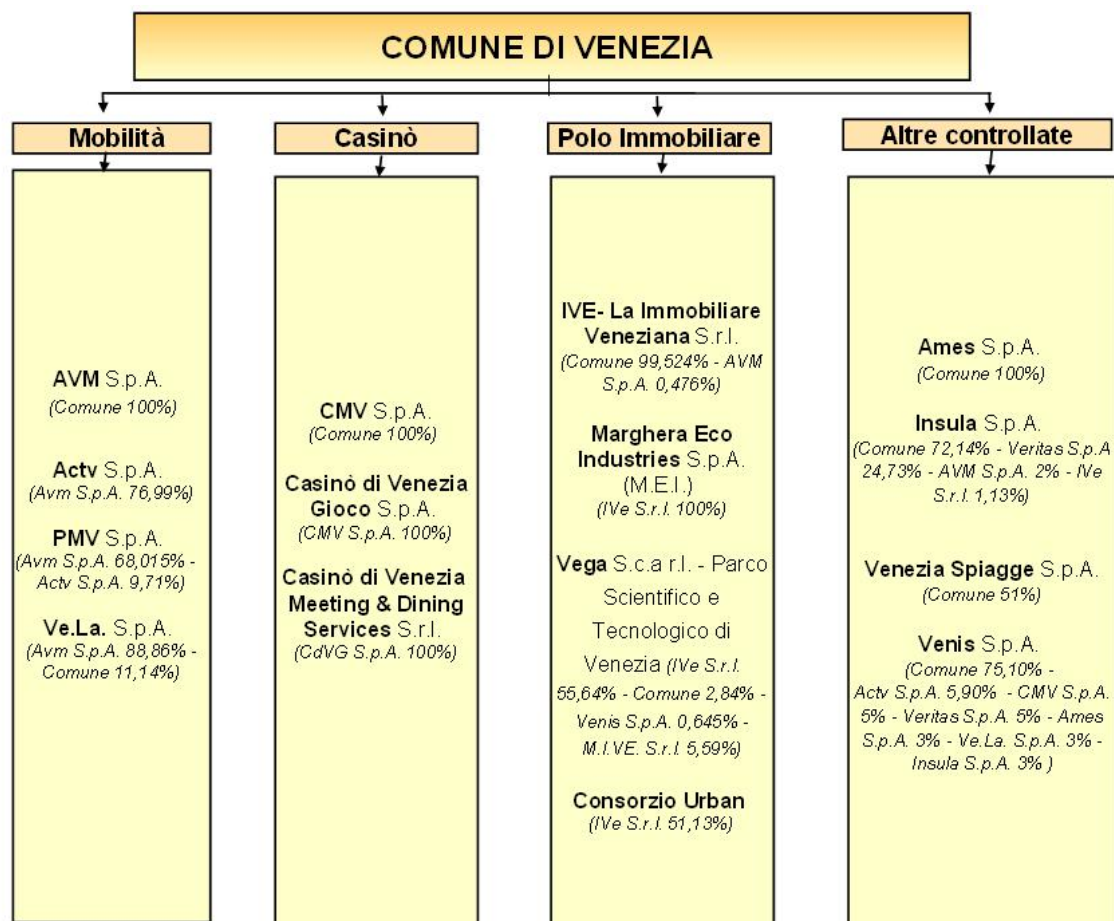 COMUNE DI VENEZIA
Mobilità
AVM S.p.A.
(Comune 100%)
Actv S.p.A.
(Avm S.p.A. 76,99%)
PMV S.p.A.
(Avm S.p.A. 68,015% -
Actv S.p.A. 9,71%)
Ve.La. S.p.A.
(Avm S.p.A. 88,86% -
Comune 11,14%)
Casinò
CMV S.p.A.
(Comune 100%)
Casinò di Venezia
Gioco S.p.A.
(CMV S.p.A. 100%)
Casinò di Venezia
Meeting & Dining
Services S.r.l.
(CdVG S.p.A. 100%)
Polo Immobiliare
IVE- La Immobiliare
Veneziana S.r.l.
(Comune 99,524% - AVM
S.p.A. 0,476%)
Marghera Eco
Industries S.p.A.
(M.E.I.)
(IVe S.r.l. 100%)
Vega S.c.a r.l. - Parco
Scientifico e
Tecnologico di
Venezia (IVe S.r.l.
55,64% - Comune 2,84% -
Venis S.p.A. 0,645% -
M.I.VE. S.r.l. 5,59%)
Consorzio Urban
(IVe S.r.l. 51,13%)
Altre controllate
Ames S.p.A.
(Comune 100%)
Insula S.p.A.
(Comune 72,14% - Veritas S.p.A
24,73% - AVM S.p.A. 2% - IVe
S.r.l. 1,13%)
Venezia Spiagge S.p.A.
(Comune 51%)
Venis S.p.A.
(Comune 75,10% -
Actv S.p.A. 5,90% - CMV S.p.A.
5% - Veritas S.p.A. 5% - Ames
S.p.A. 3% - Ve.La. S.p.A. 3% -
Insula S.p.A. 3% )